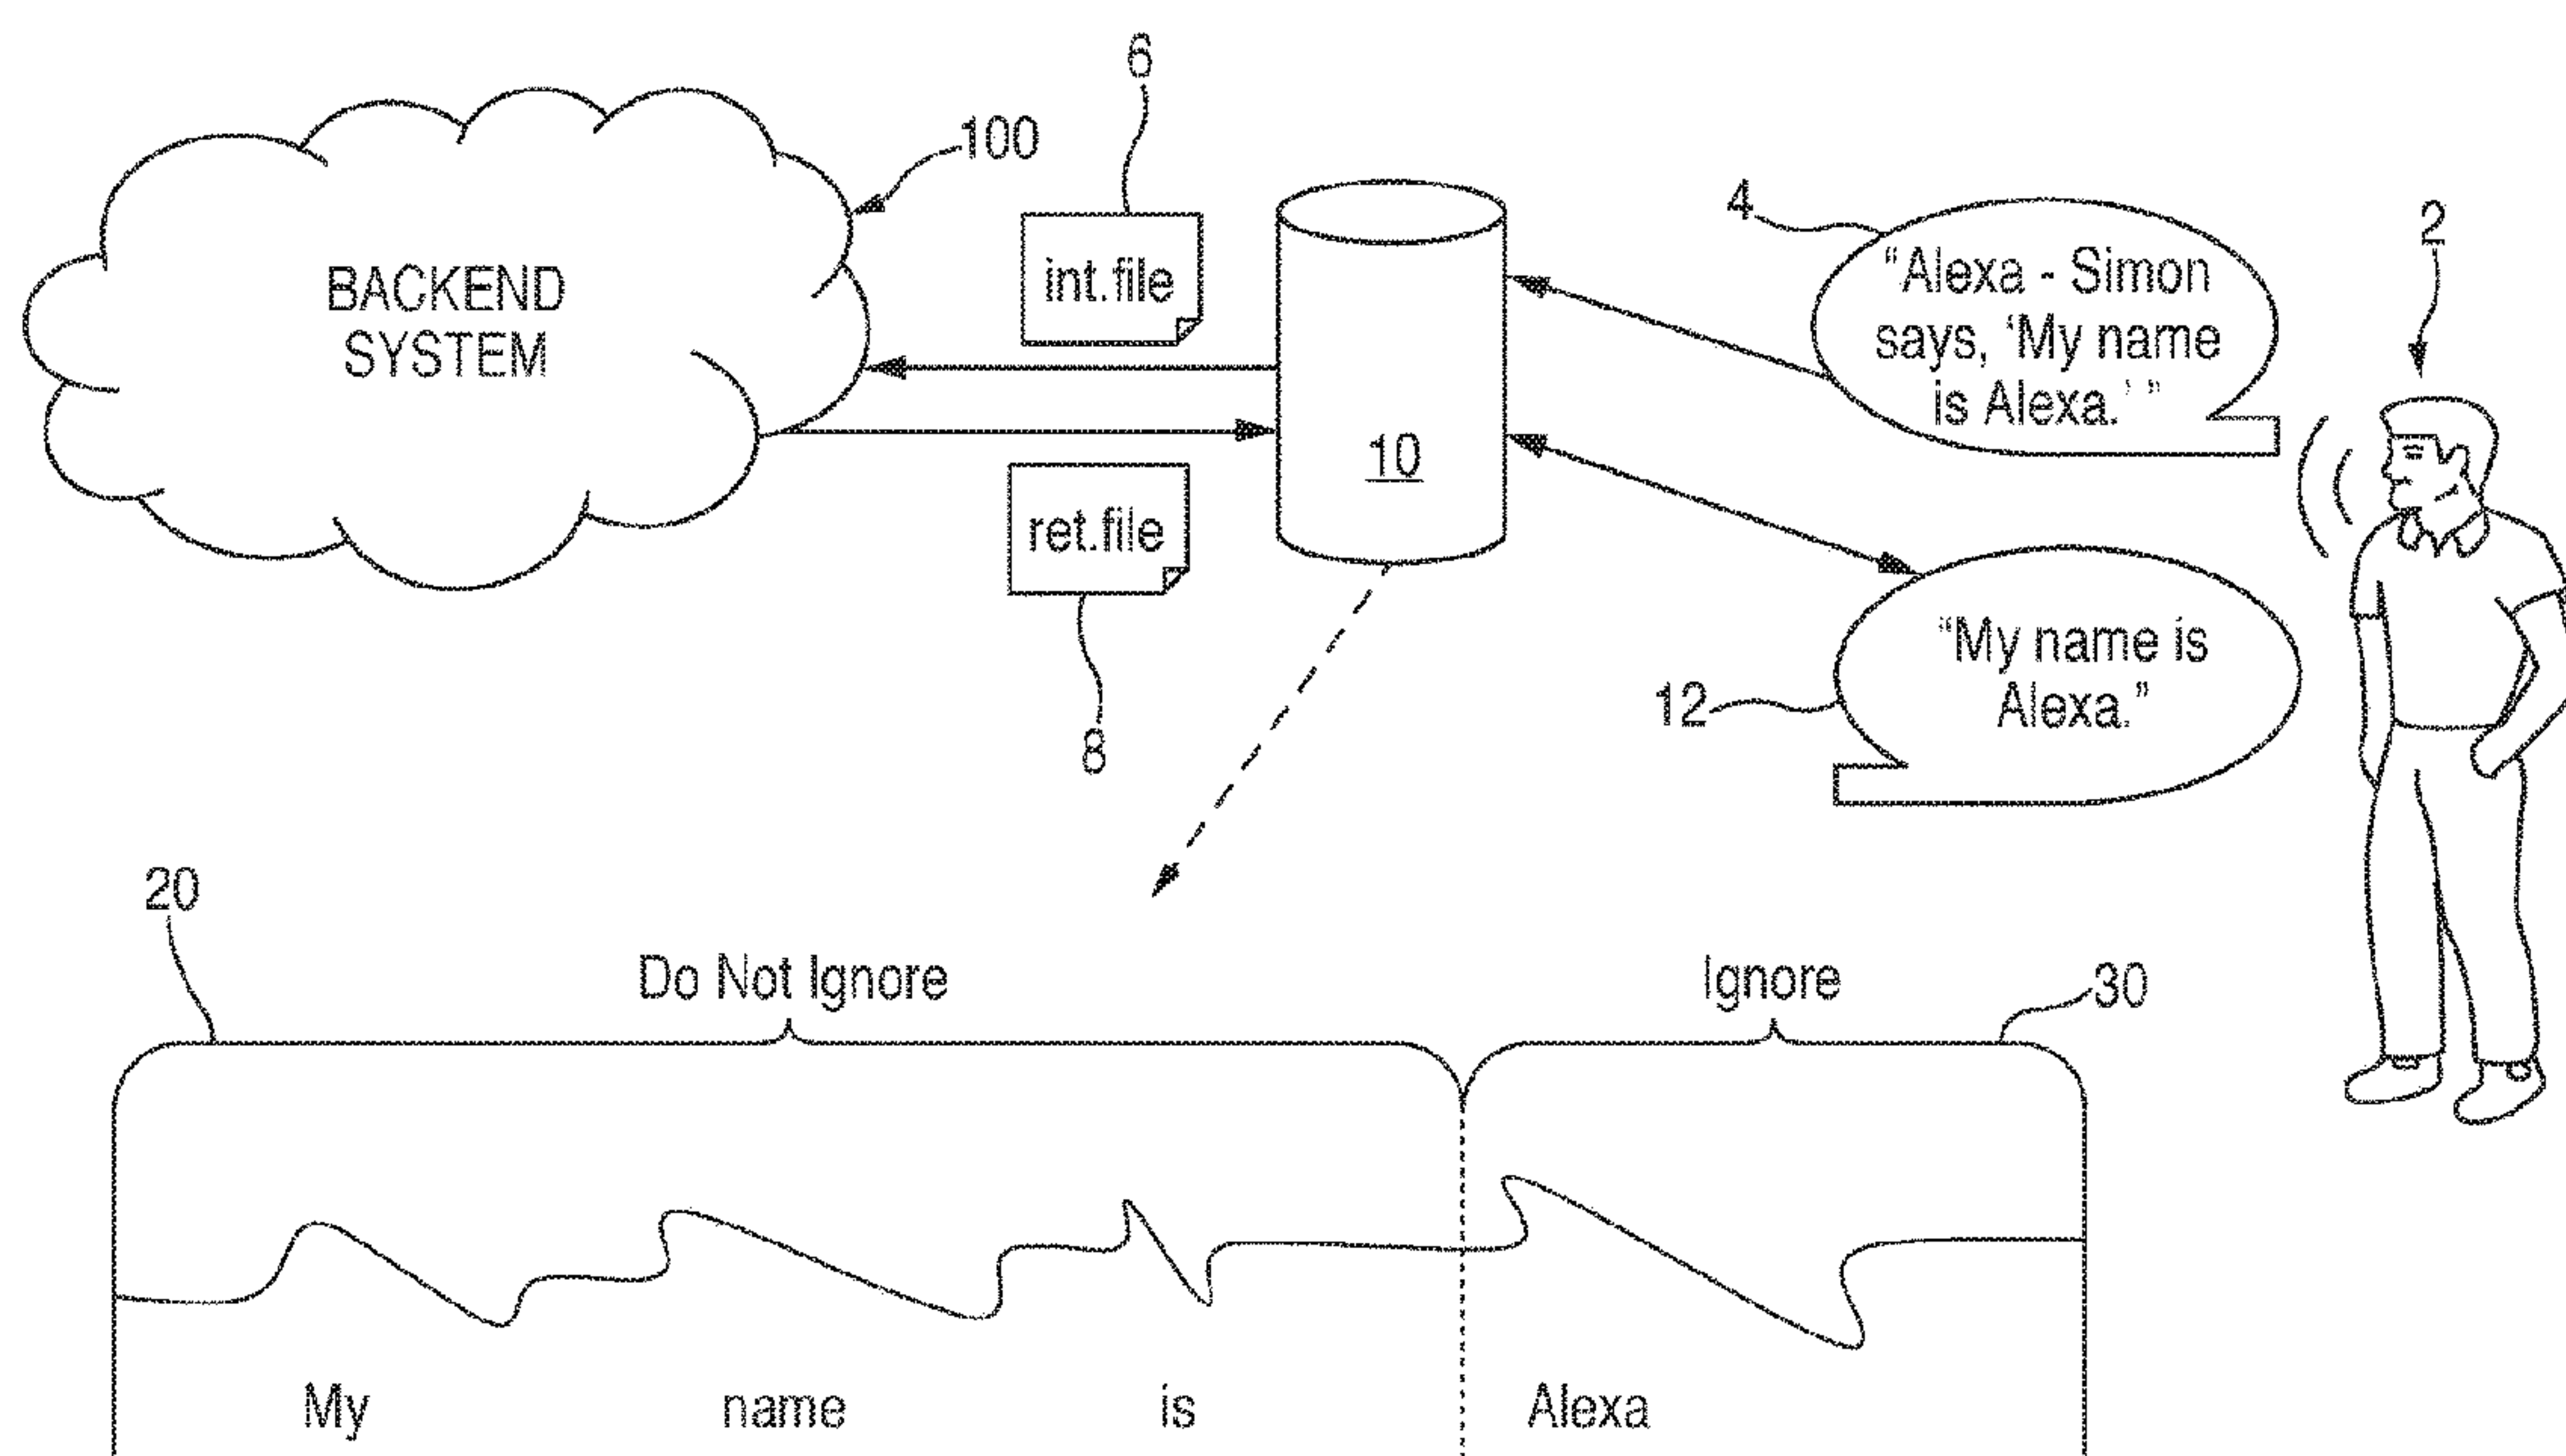 6
100
BACKEND
SYSTEM
int.file
4
"Alexa - Simon
says, 'My name
is Alexa.' "
2
10
ret.file
8
12
"My name is
Alexa."
20
Do Not Ignore
Ignore
30
My name is Alexa